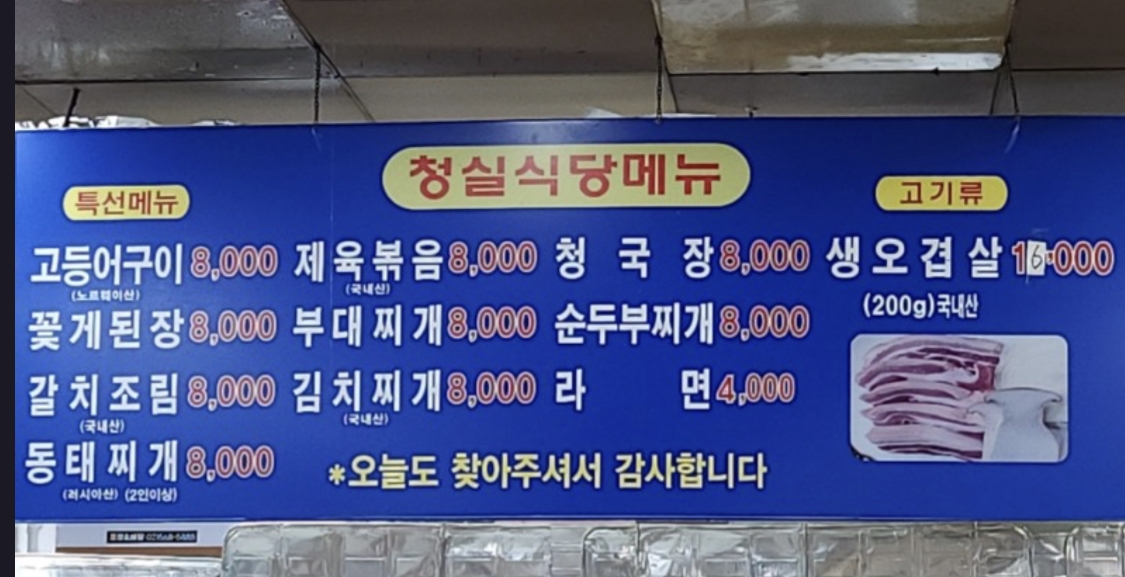 청실식당메뉴
특선메뉴
고등어구이 8,000
(노르웨이산)
꽃게된장 8,000
갈치조림 8,000
(국내산)
동태찌개 8,000
(러시아산) (2인이상)
제육볶음 8,000
(국내산)
부대찌개 8,000
김치찌개 8,000
(국내산)
청국장 8,000
순두부찌개 8,000
라면 4,000
고기류
생오겹살 16,000
(200g)국내산
*오늘도 찾아주셔서 감사합니다